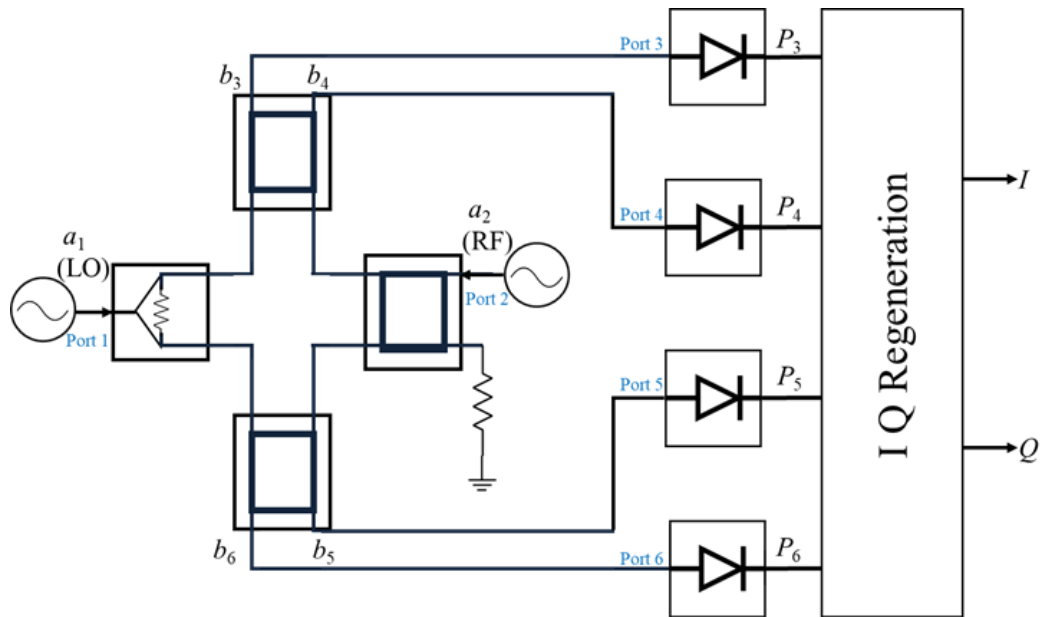 Port 3
P3
b3
b4
Port 4
P4
a2
(RF)
Port 2
a1
(LO)
Port 1
I
I Q Regeneration
Port 5
P5
Q
b6
b5
Port 6
P6